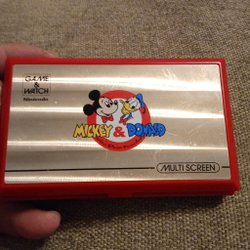 GAME
&
WATCH
Nintendo
MICKEY & DONALD
MULTI SCREEN